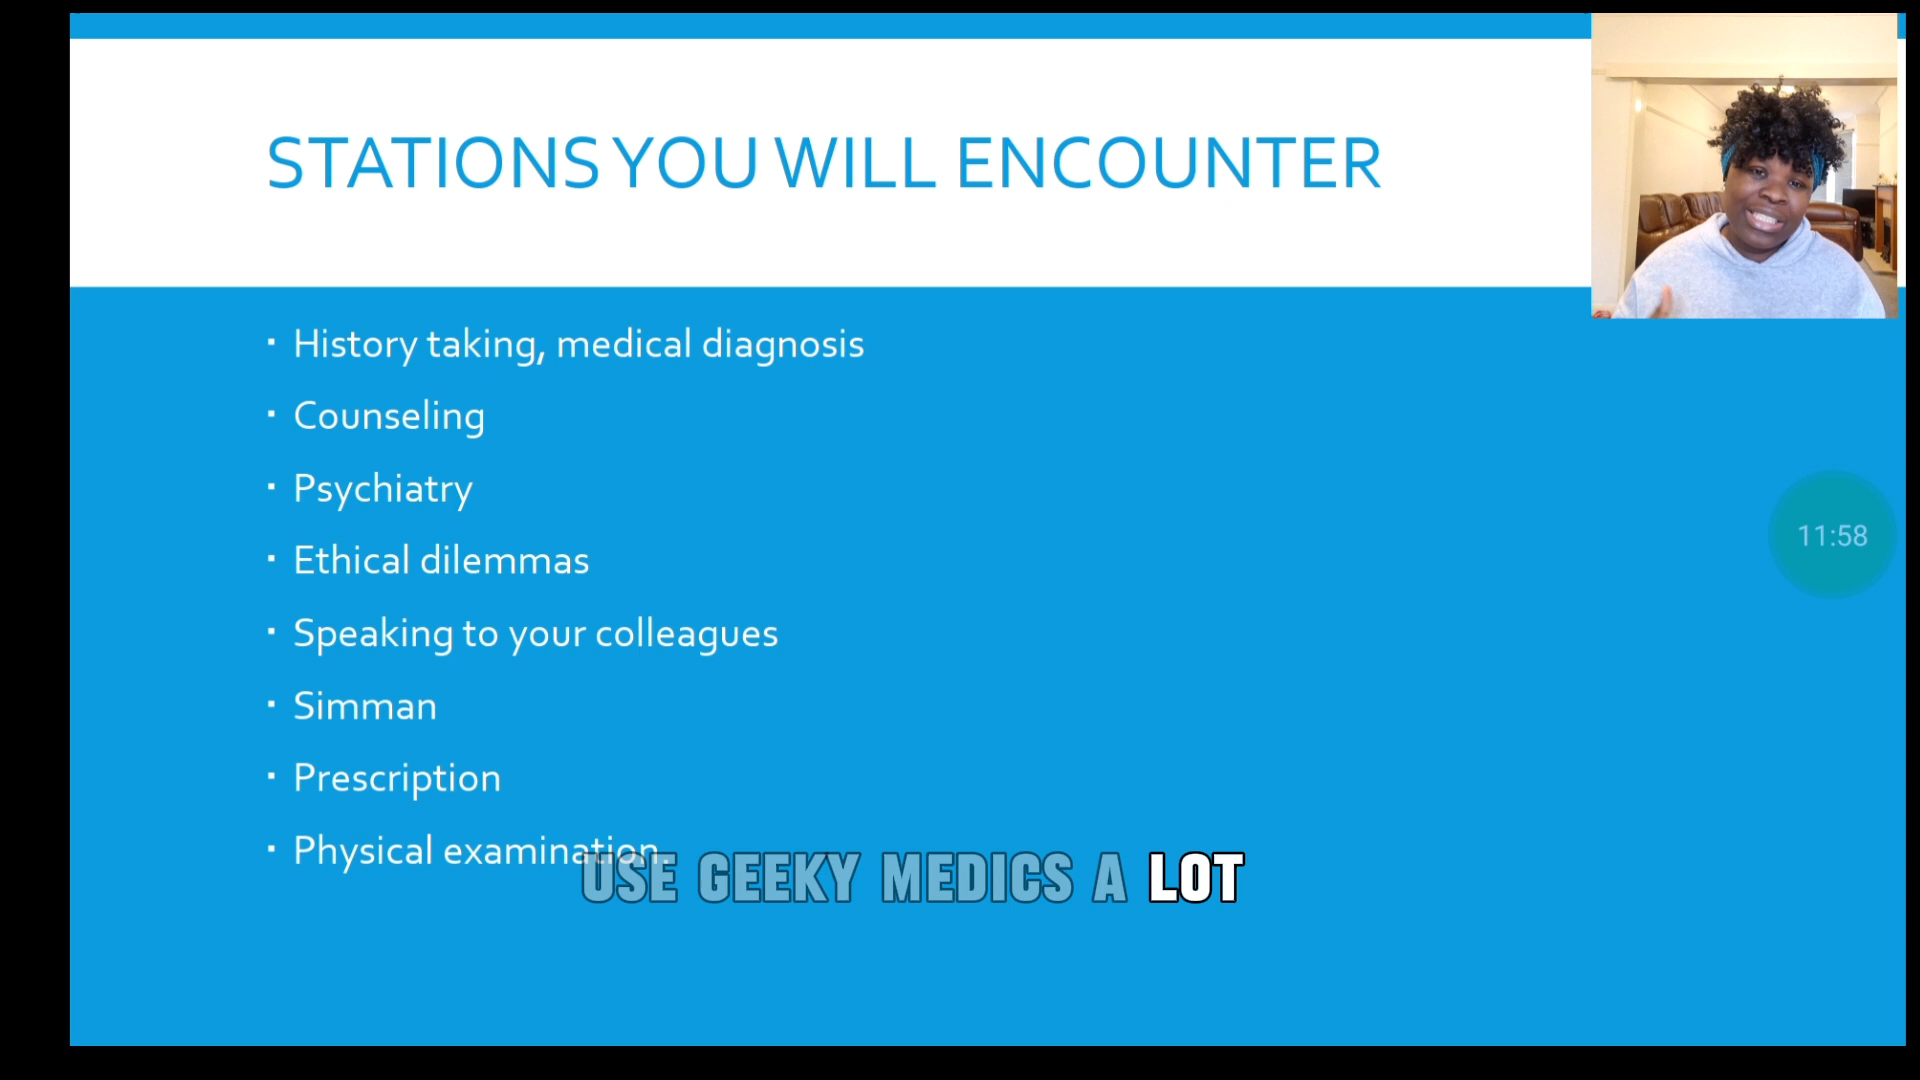 STATIONS YOU WILL ENCOUNTER
History taking, medical diagnosis
Counseling
Psychiatry
Ethical dilemmas
11:58
Speaking to your colleagues
Simman
Prescription
Physical examination.
USE GEEKY MEDICS A LOT